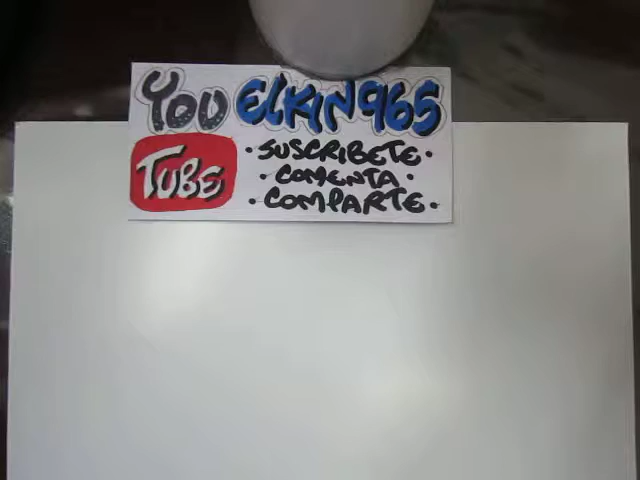 YOU ELKIN965
TUBE
·SUSCRIBETE·
·COMENTA·
·COMPARTE·